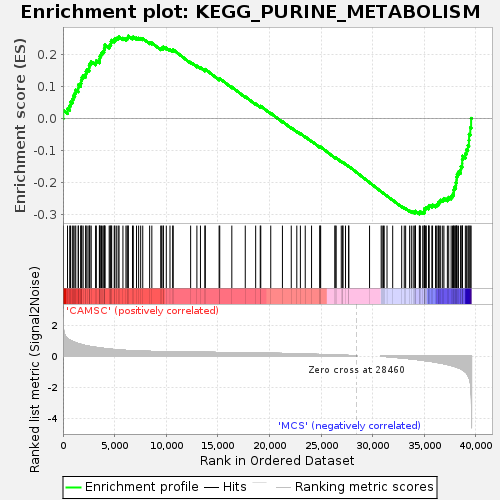 Enrichment plot: KEGG_PURINE_METABOLISM
Enrichment score (ES)
0.2
0.1
0.0
-0.1
-0.2
-0.3
'CAMSC' (positively correlated)
Ranked list metric (Signal2Noise)
2
0
-2
-4
Zero cross at 28460
'MCS' (negatively correlated)
0 5,000 10,000 15,000 20,000 25,000 30,000 35,000 40,000
Rank in Ordered Dataset
Enrichment profile Hits Ranking metric scores